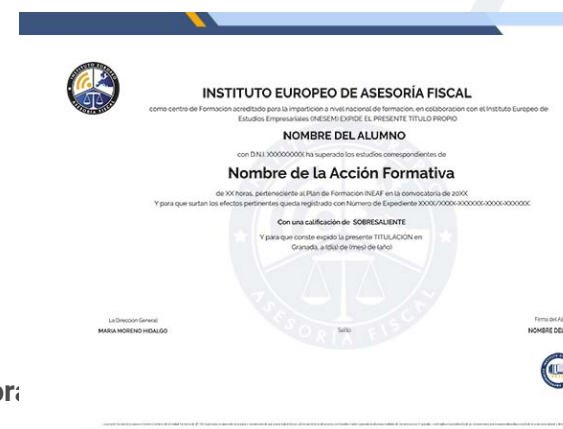 INSTITUTO EUROPEO DE ASESORÍA FISCAL
como centro de Formación acreditado para la impartición a nivel nacional de formación, en colaboración con el Instituto Europeo de
Estudios Empresariales (INESEM) EXPIDE EL PRESENTE TÍTULO PROPIO
NOMBRE DEL ALUMNO
con D.N.I. XXXXXXXXX ha superado los estudios correspondientes de
Nombre de la Acción Formativa
de XX horas, perteneciente al Plan de Formación INEAF en la convocatoria de 20XX
Y para que surtan los efectos pertinentes queda registrado con Número de Expediente XXXX/XXXX-XXXXXX-XXXX-XXXXXX
Con una calificación de SOBRESALIENTE
Y para que conste expido la presente TITULACIÓN en
Granada, a (día) de (mes) de (año)
La Dirección General
MARIA MORENO HIDALGO
Sello
Firma del Al
NOMBRE DEL
ASESORÍA FISCAL